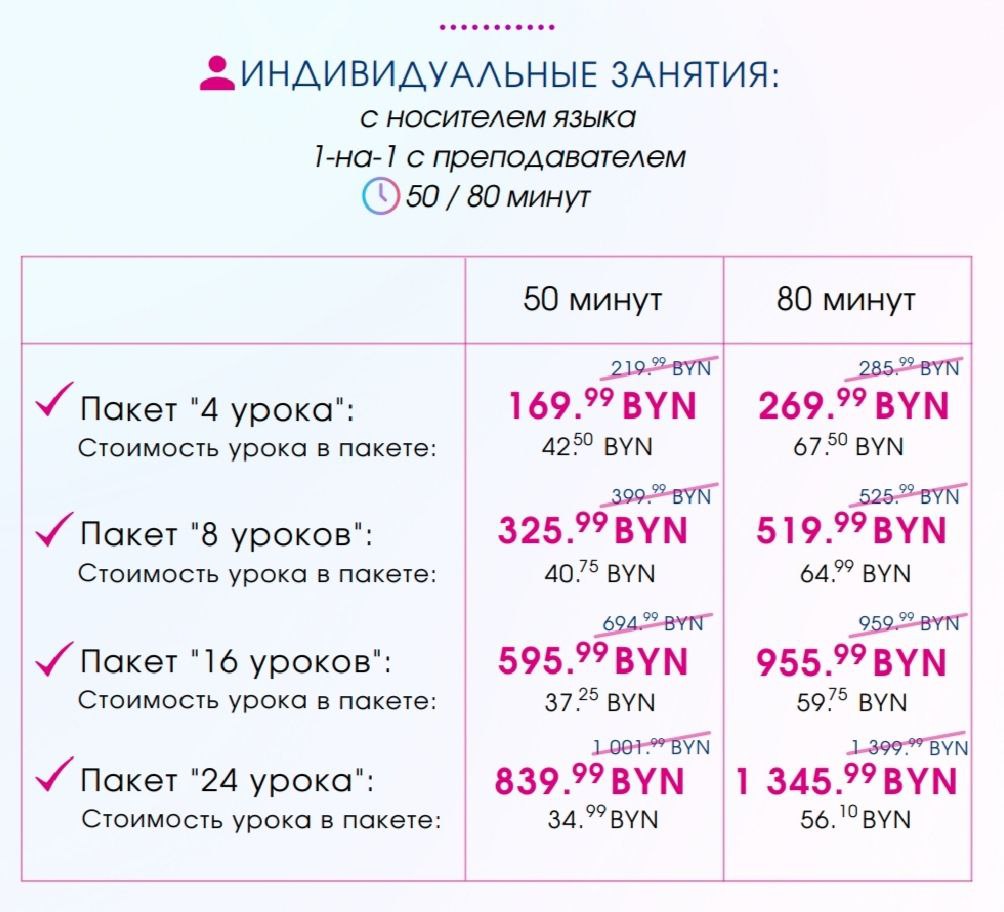 ИНДИВИДУАЛЬНЫЕ ЗАНЯТИЯ:
с носителем языка
1-на-1 с преподавателем
50 / 80 минут
50 минут 80 минут
219.99 BYN 285.99 BYN
Пакет "4 урока": 169.99 BYN 269.99 BYN
Стоимость урока в пакете: 42.50 BYN 67.50 BYN
399.99 BYN 525.99 BYN
Пакет "8 уроков": 325.99 BYN 519.99 BYN
Стоимость урока в пакете: 40.75 BYN 64.99 BYN
694.99 BYN 959.99 BYN
Пакет "16 уроков": 595.99 BYN 955.99 BYN
Стоимость урока в пакете: 37.25 BYN 59.75 BYN
1 001.99 BYN 1 399.99 BYN
Пакет "24 урока": 839.99 BYN 1 345.99 BYN
Стоимость урока в пакете: 34.99 BYN 56.10 BYN